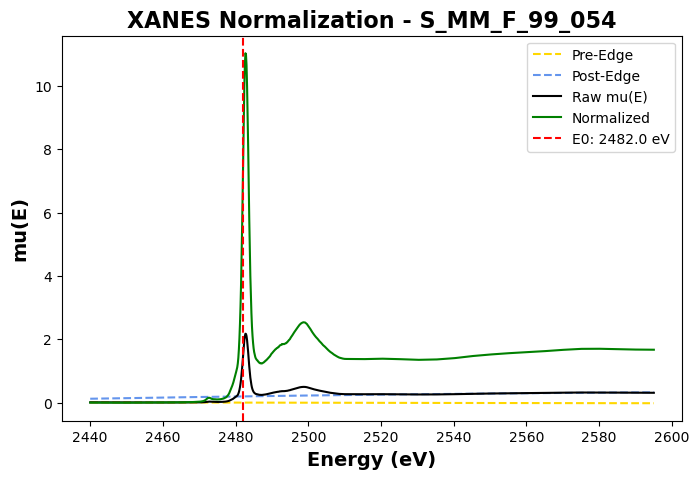 XANES Normalization - S_MM_F_99_054
mu(E)
10
8
6
4
2
0
Pre-Edge
Post-Edge
Raw mu(E)
Normalized
E0: 2482.0 eV
2440 2460 2480 2500 2520 2540 2560 2580 2600
Energy (eV)